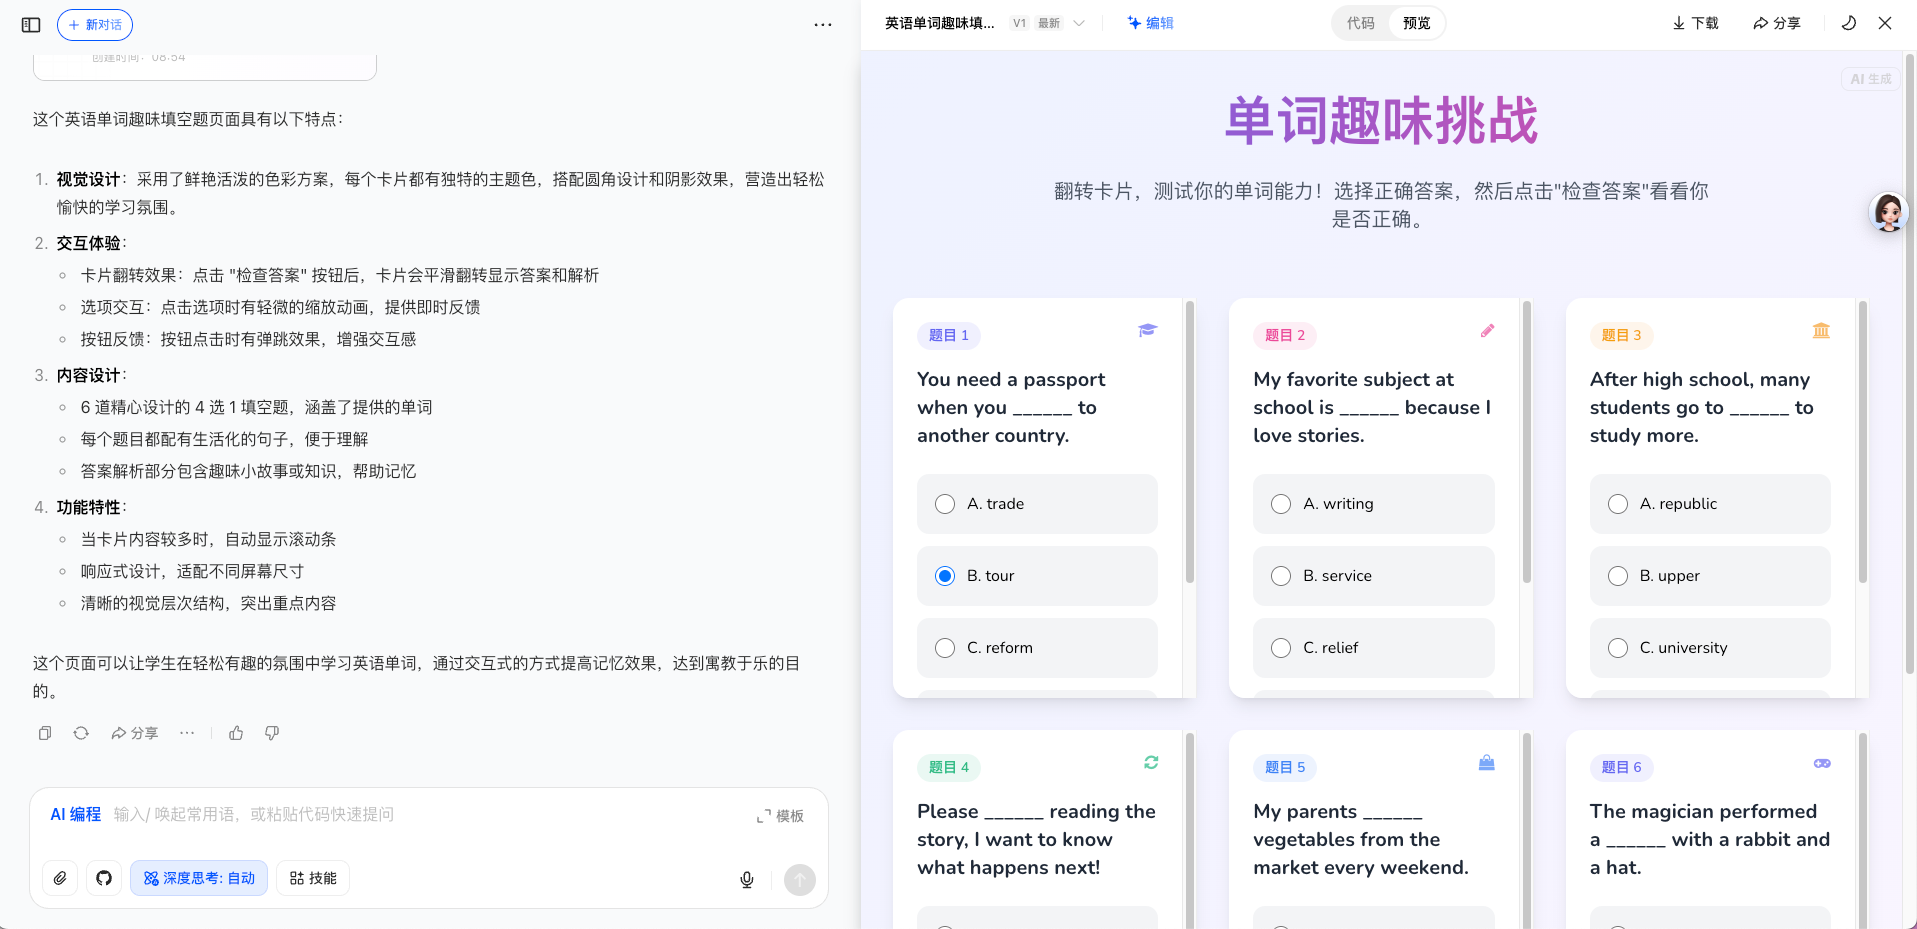 新对话
创建时间：08:54
这个英语单词趣味填空题页面具有以下特点：
1. 视觉设计：采用了鲜艳活泼的色彩方案，每个卡片都有独特的主题色，搭配圆角设计和阴影效果，营造出轻松
愉快的学习氛围。
2. 交互体验：
卡片翻转效果：点击 "检查答案" 按钮后，卡片会平滑翻转显示答案和解析
选项交互：点击选项时有轻微的缩放动画，提供即时反馈
按钮反馈：按钮点击时有弹跳效果，增强交互感
3. 内容设计：
6 道精心设计的 4 选 1 填空题，涵盖了提供的单词
每个题目都配有生活化的句子，便于理解
答案解析部分包含趣味小故事或知识，帮助记忆
4. 功能特性：
当卡片内容较多时，自动显示滚动条
响应式设计，适配不同屏幕尺寸
清晰的视觉层次结构，突出重点内容
这个页面可以让学生在轻松有趣的氛围中学习英语单词，通过交互式的方式提高记忆效果，达到寓教于乐的目
的。
分享
AI 编程 输入/ 唤起常用语，或粘贴代码快速提问
模板
深度思考: 自动
技能
英语单词趣味填...
V1 最新
编辑
代码 预览
下载
分享
AI 生成
单词趣味挑战
翻转卡片，测试你的单词能力！选择正确答案，然后点击"检查答案"看看你
是否正确。
题目 1
You need a passport
when you ______ to
another country.
A. trade
B. tour
C. reform
题目 2
My favorite subject at
school is ______ because I
love stories.
A. writing
B. service
C. relief
题目 3
After high school, many
students go to ______ to
study more.
A. republic
B. upper
C. university
题目 4
Please ______ reading the
story, I want to know
what happens next!
题目 5
My parents ______
vegetables from the
market every weekend.
题目 6
The magician performed
a ______ with a rabbit and
a hat.